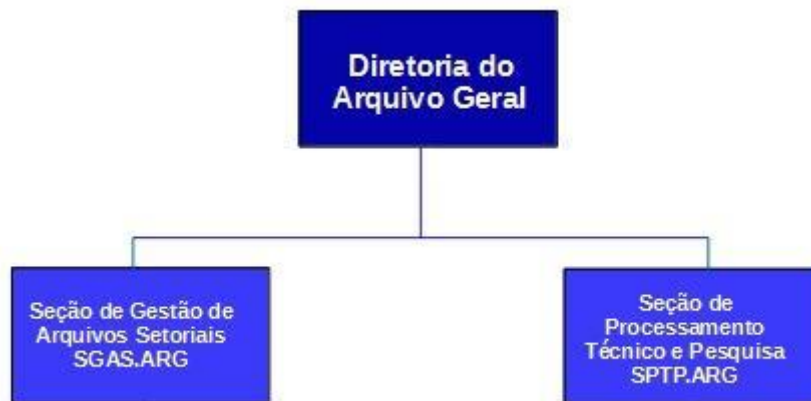 Diretoria do
Arquivo Geral
Seção de Gestão de
Arquivos Setoriais
SGAS.ARG
Seção de
Processamento
Técnico e Pesquisa
SPTP.ARG